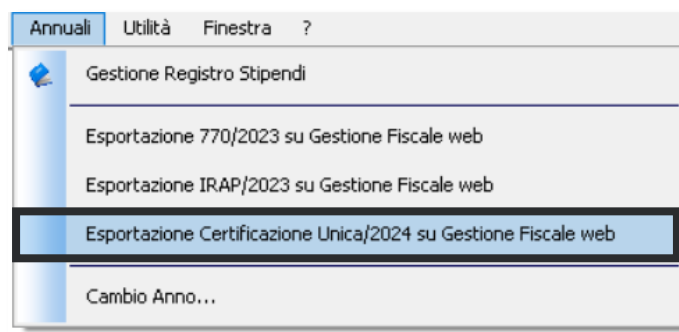 Annuali Utilità Finestra ?
Gestione Registro Stipendi
Esportazione 770/2023 su Gestione Fiscale web
Esportazione IRAP/2023 su Gestione Fiscale web
Esportazione Certificazione Unica/2024 su Gestione Fiscale web
Cambio Anno...